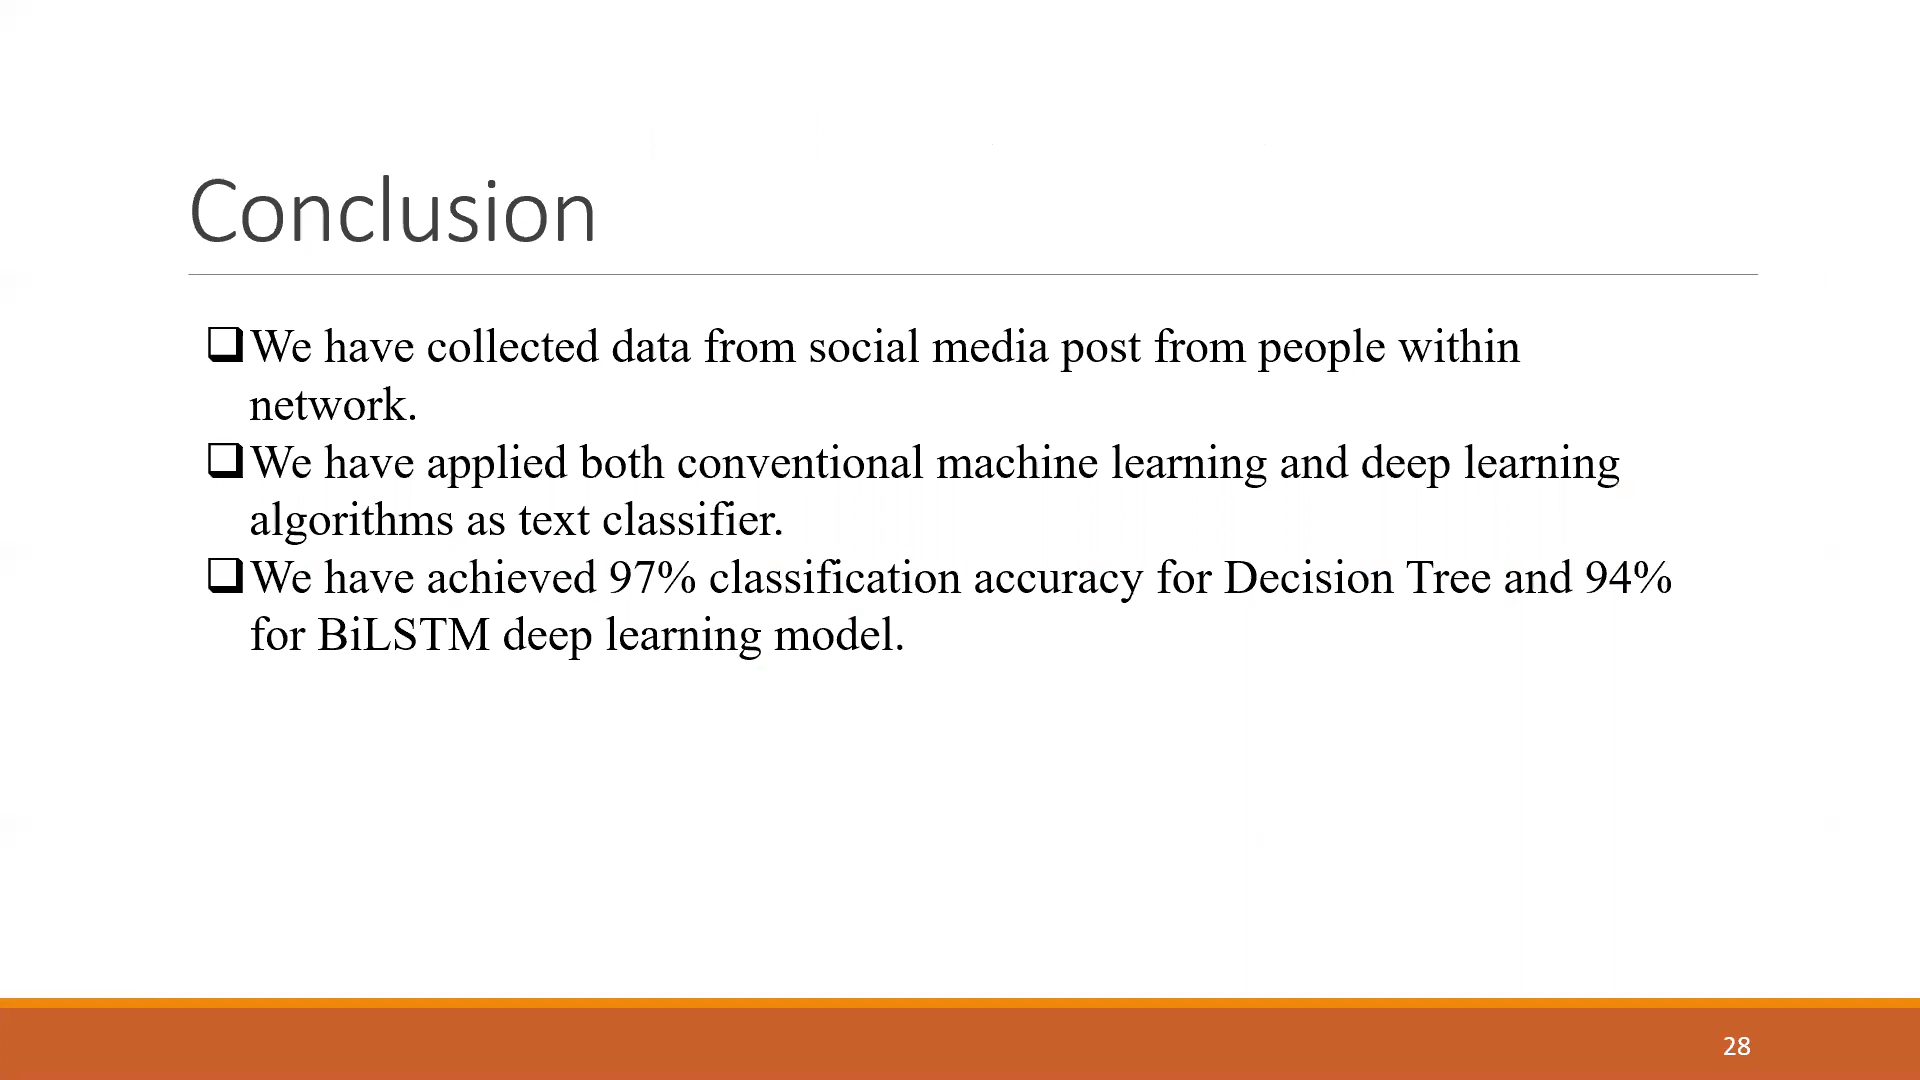 Conclusion
❑We have collected data from social media post from people within
network.
❑We have applied both conventional machine learning and deep learning
algorithms as text classifier.
❑We have achieved 97% classification accuracy for Decision Tree and 94%
for BiLSTM deep learning model.
28